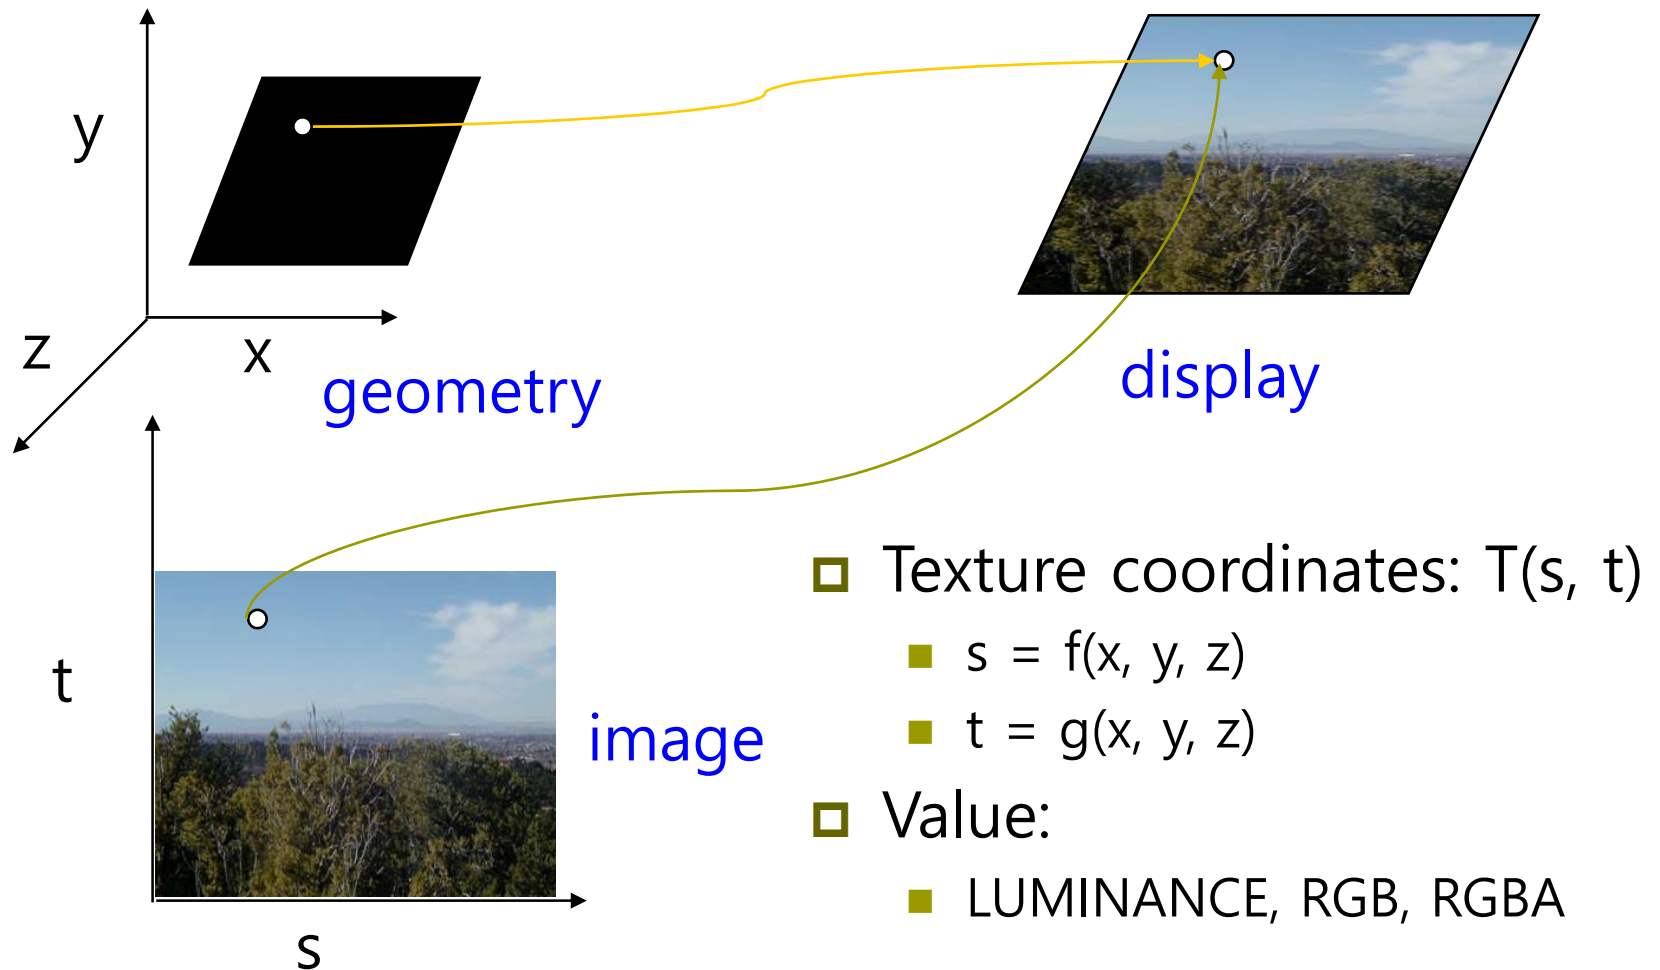 y
z
x
geometry
display
t
image
s
Texture coordinates: T(s, t)
s = f(x, y, z)
t = g(x, y, z)
Value:
LUMINANCE, RGB, RGBA